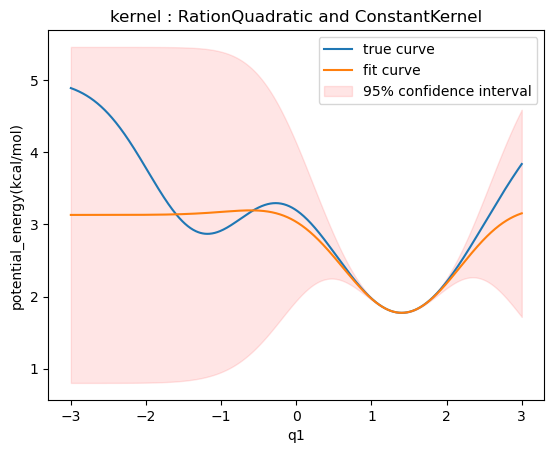 kernel : RationQuadratic and ConstantKernel
true curve
fit curve
95% confidence interval
potential_energy(kcal/mol)
5
4
3
2
1
−3
−2
−1
0
1
2
3
q1